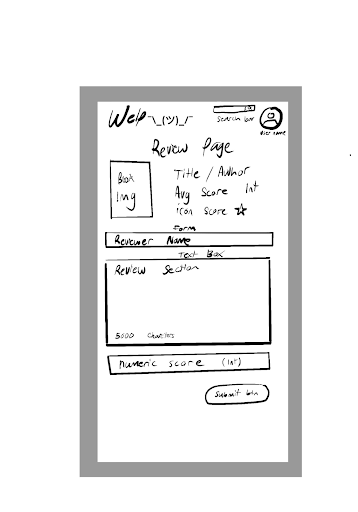 Welp ¯\_(ツ)_/¯
Search bar
User name
Review Page
Book
Img
Title / Author
Avg Score Int
icon score ☆
Form
Reviewer Name
Text Box
Review Section
5000 Characters
numeric score (Int)
Submit btn